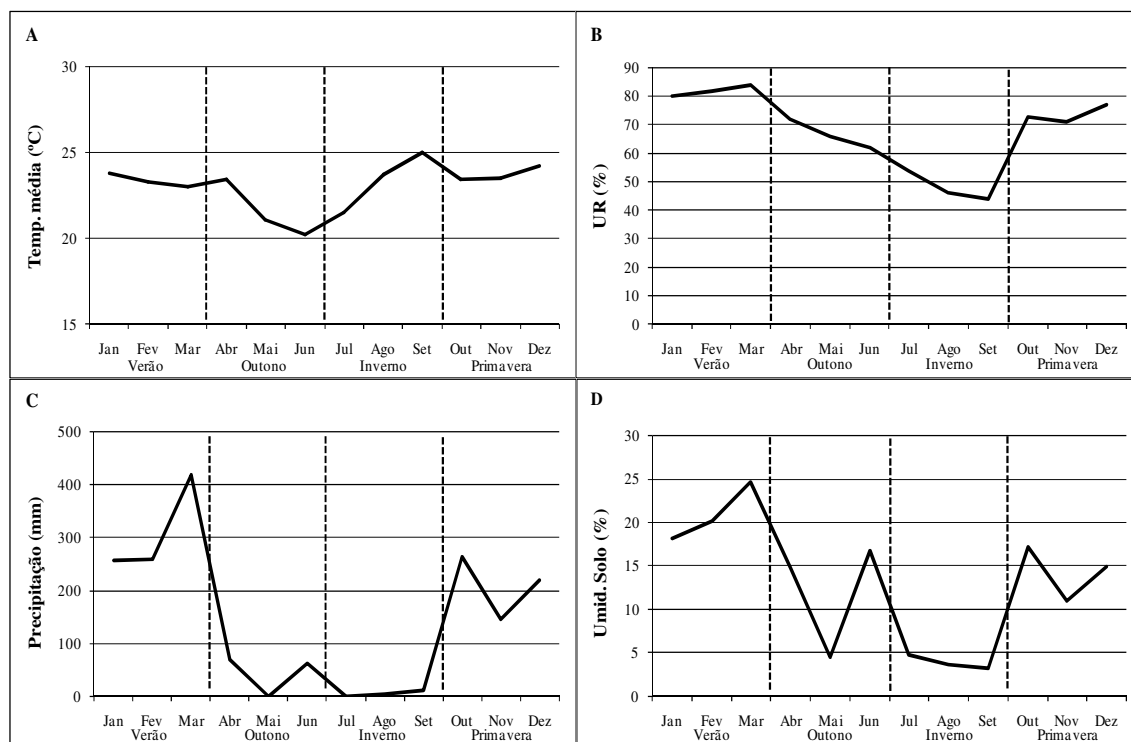 A
Temp. média (ºC)
30
25
20
15
Jan Fev Mar Abr Mai Jun Jul Ago Set Out Nov Dez
Verão Outono Inverno Primavera
B
UR (%)
90
80
70
60
50
40
30
20
10
0
Jan Fev Mar Abr Mai Jun Jul Ago Set Out Nov Dez
Verão Outono Inverno Primavera
C
Precipitação (mm)
500
400
300
200
100
0
Jan Fev Mar Abr Mai Jun Jul Ago Set Out Nov Dez
Verão Outono Inverno Primavera
D
Umid. Solo (%)
30
25
20
15
10
5
0
Jan Fev Mar Abr Mai Jun Jul Ago Set Out Nov Dez
Verão Outono Inverno Primavera